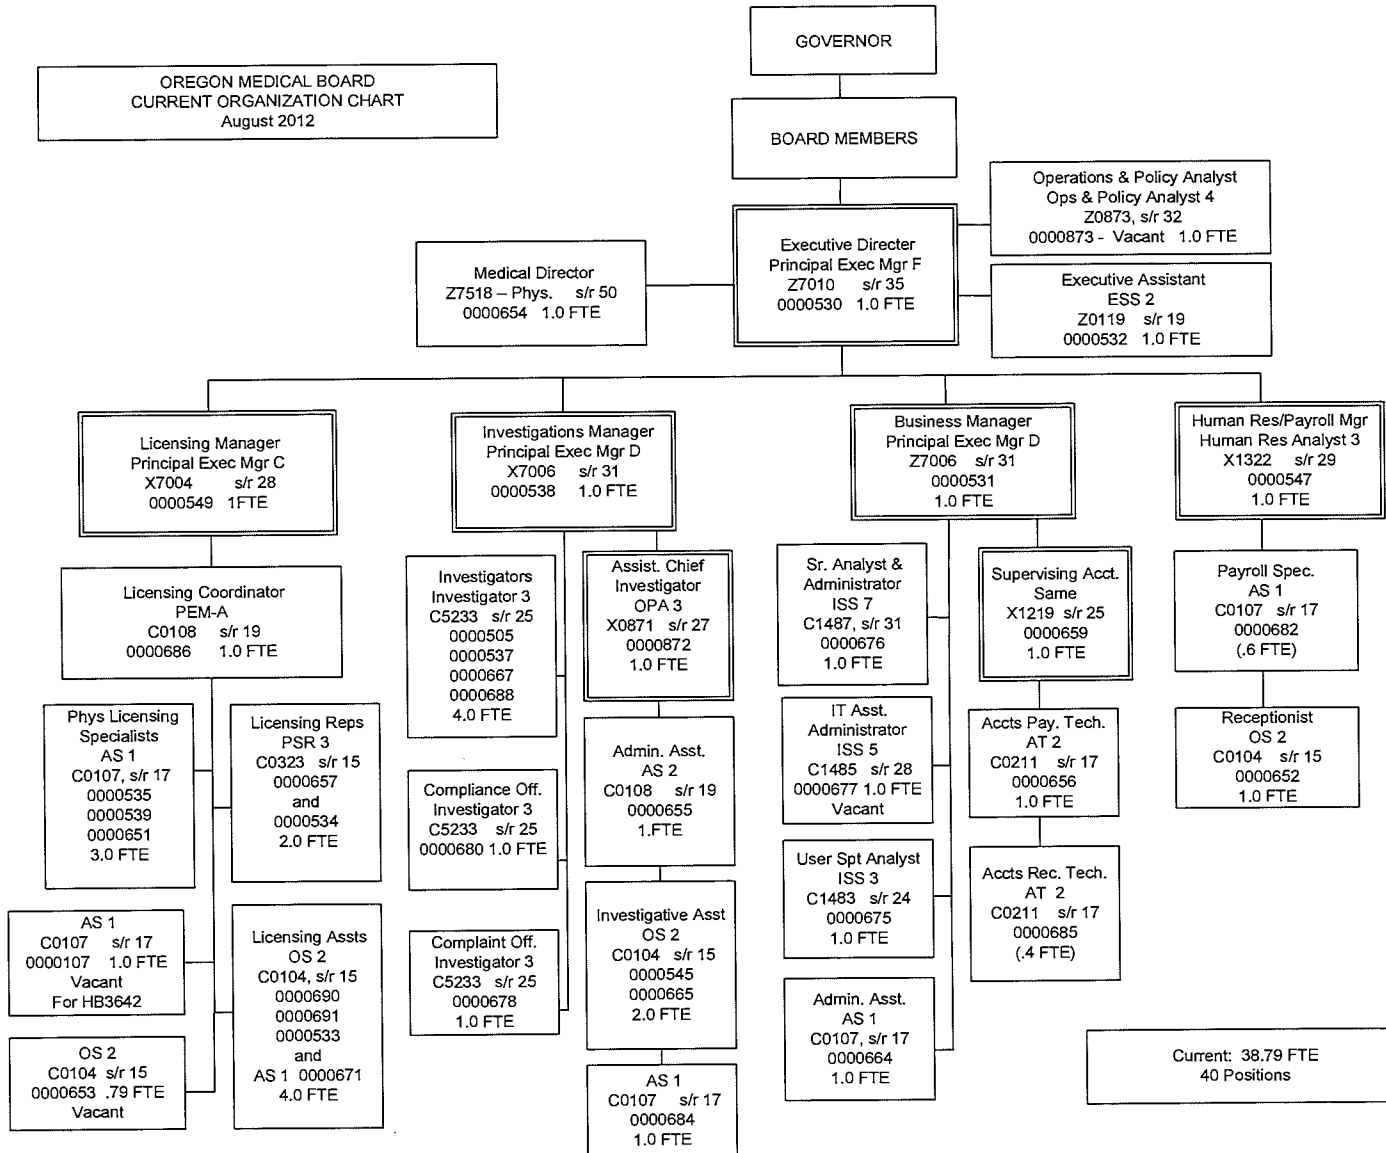 OREGON MEDICAL BOARD
CURRENT ORGANIZATION CHART
August 2012
GOVERNOR
BOARD MEMBERS
Operations & Policy Analyst
Ops & Policy Analyst 4
Z0873, s/r 32
0000873 - Vacant 1.0 FTE
Executive Directer
Principal Exec Mgr F
Z7010 s/r 35
0000530 1.0 FTE
Medical Director
Z7518 – Phys. s/r 50
0000654 1.0 FTE
Executive Assistant
ESS 2
Z0119 s/r 19
0000532 1.0 FTE
Licensing Manager
Principal Exec Mgr C
X7004 s/r 28
0000549 1FTE
Investigations Manager
Principal Exec Mgr D
X7006 s/r 31
0000538 1.0 FTE
Business Manager
Principal Exec Mgr D
Z7006 s/r 31
0000531
1.0 FTE
Human Res/Payroll Mgr
Human Res Analyst 3
X1322 s/r 29
0000547
1.0 FTE
Licensing Coordinator
PEM-A
C0108 s/r 19
0000686 1.0 FTE
Phys Licensing
Specialists
AS 1
C0107, s/r 17
0000535
0000539
0000651
3.0 FTE
Licensing Reps
PSR 3
C0323 s/r 15
0000657
and
0000534
2.0 FTE
AS 1
C0107 s/r 17
0000107 1.0 FTE
Vacant
For HB3642
Licensing Assts
OS 2
C0104, s/r 15
0000690
0000691
0000533
and
AS 1 0000671
4.0 FTE
OS 2
C0104 s/r 15
0000653 .79 FTE
Vacant
Investigators
Investigator 3
C5233 s/r 25
0000505
0000537
0000667
0000688
4.0 FTE
Compliance Off.
Investigator 3
C5233 s/r 25
0000680 1.0 FTE
Complaint Off.
Investigator 3
C5233 s/r 25
0000678
1.0 FTE
Assist. Chief
Investigator
OPA 3
X0871 s/r 27
0000872
1.0 FTE
Admin. Asst.
AS 2
C0108 s/r 19
0000655
1.FTE
Investigative Asst
OS 2
C0104 s/r 15
0000545
0000665
2.0 FTE
AS 1
C0107 s/r 17
0000684
1.0 FTE
Sr. Analyst &
Administrator
ISS 7
C1487, s/r 31
0000676
1.0 FTE
IT Asst.
Administrator
ISS 5
C1485 s/r 28
0000677 1.0 FTE
Vacant
User Spt Analyst
ISS 3
C1483 s/r 24
0000675
1.0 FTE
Admin. Asst.
AS 1
C0107, s/r 17
0000664
1.0 FTE
Supervising Acct.
Same
X1219 s/r 25
0000659
1.0 FTE
Accts Pay. Tech.
AT 2
C0211 s/r 17
0000656
1.0 FTE
Accts Rec. Tech.
AT 2
C0211 s/r 17
0000685
(.4 FTE)
Payroll Spec.
AS 1
C0107 s/r 17
0000682
(.6 FTE)
Receptionist
OS 2
C0104 s/r 15
0000652
1.0 FTE
Current: 38.79 FTE
40 Positions